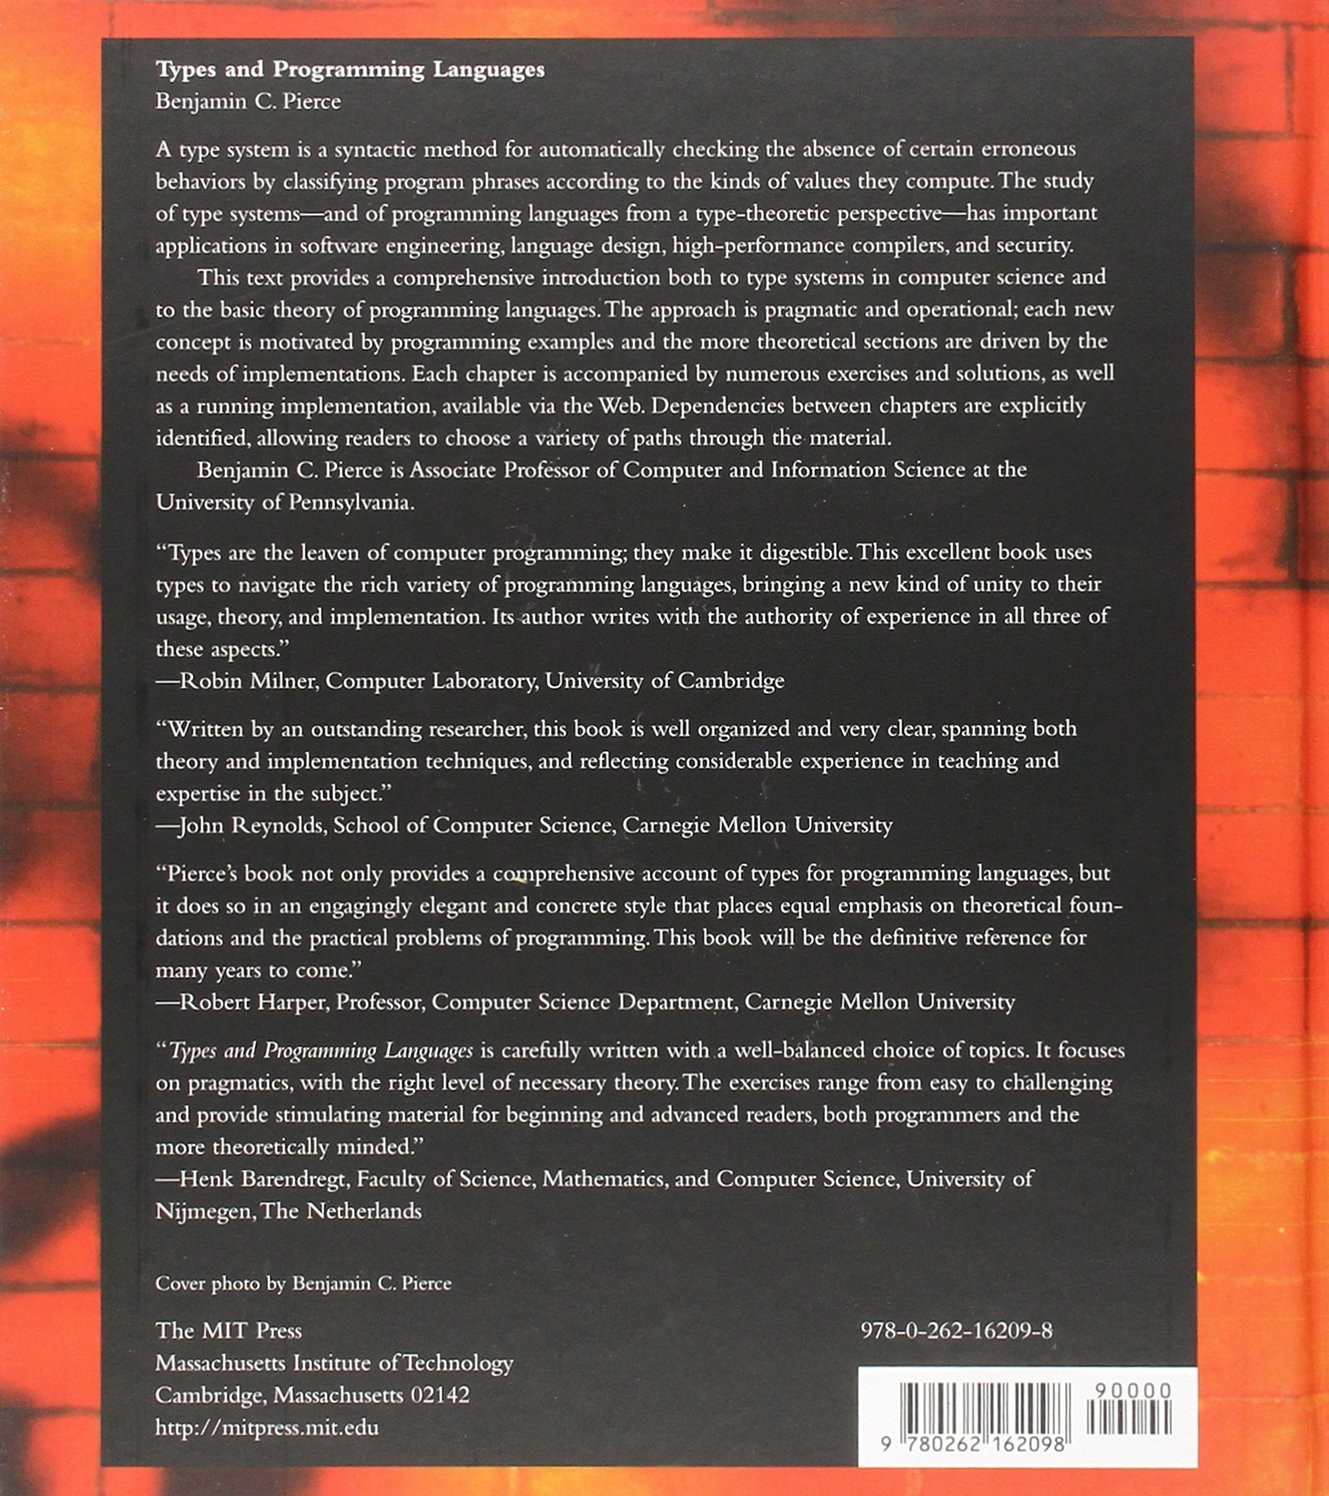 Types and Programming Languages
Benjamin C. Pierce
A type system is a syntactic method for automatically checking the absence of certain erroneous
behaviors by classifying program phrases according to the kinds of values they compute. The study
of type systems—and of programming languages from a type-theoretic perspective—has important
applications in software engineering, language design, high-performance compilers, and security.
This text provides a comprehensive introduction both to type systems in computer science and
to the basic theory of programming languages. The approach is pragmatic and operational; each new
concept is motivated by programming examples and the more theoretical sections are driven by the
needs of implementations. Each chapter is accompanied by numerous exercises and solutions, as well
as a running implementation, available via the Web. Dependencies between chapters are explicitly
identified, allowing readers to choose a variety of paths through the material.
Benjamin C. Pierce is Associate Professor of Computer and Information Science at the
University of Pennsylvania.
“Types are the leaven of computer programming; they make it digestible. This excellent book uses
types to navigate the rich variety of programming languages, bringing a new kind of unity to their
usage, theory, and implementation. Its author writes with the authority of experience in all three of
these aspects.”
—Robin Milner, Computer Laboratory, University of Cambridge
“Written by an outstanding researcher, this book is well organized and very clear, spanning both
theory and implementation techniques, and reflecting considerable experience in teaching and
expertise in the subject.”
—John Reynolds, School of Computer Science, Carnegie Mellon University
“Pierce’s book not only provides a comprehensive account of types for programming languages, but
it does so in an engagingly elegant and concrete style that places equal emphasis on theoretical foun-
dations and the practical problems of programming. This book will be the definitive reference for
many years to come.”
—Robert Harper, Professor, Computer Science Department, Carnegie Mellon University
“Types and Programming Languages is carefully written with a well-balanced choice of topics. It focuses
on pragmatics, with the right level of necessary theory. The exercises range from easy to challenging
and provide stimulating material for beginning and advanced readers, both programmers and the
more theoretically minded.”
—Henk Barendregt, Faculty of Science, Mathematics, and Computer Science, University of
Nijmegen, The Netherlands
Cover photo by Benjamin C. Pierce
The MIT Press
Massachusetts Institute of Technology
Cambridge, Massachusetts 02142
http://mitpress.mit.edu
978-0-262-16209-8
90000
9 780262 162098